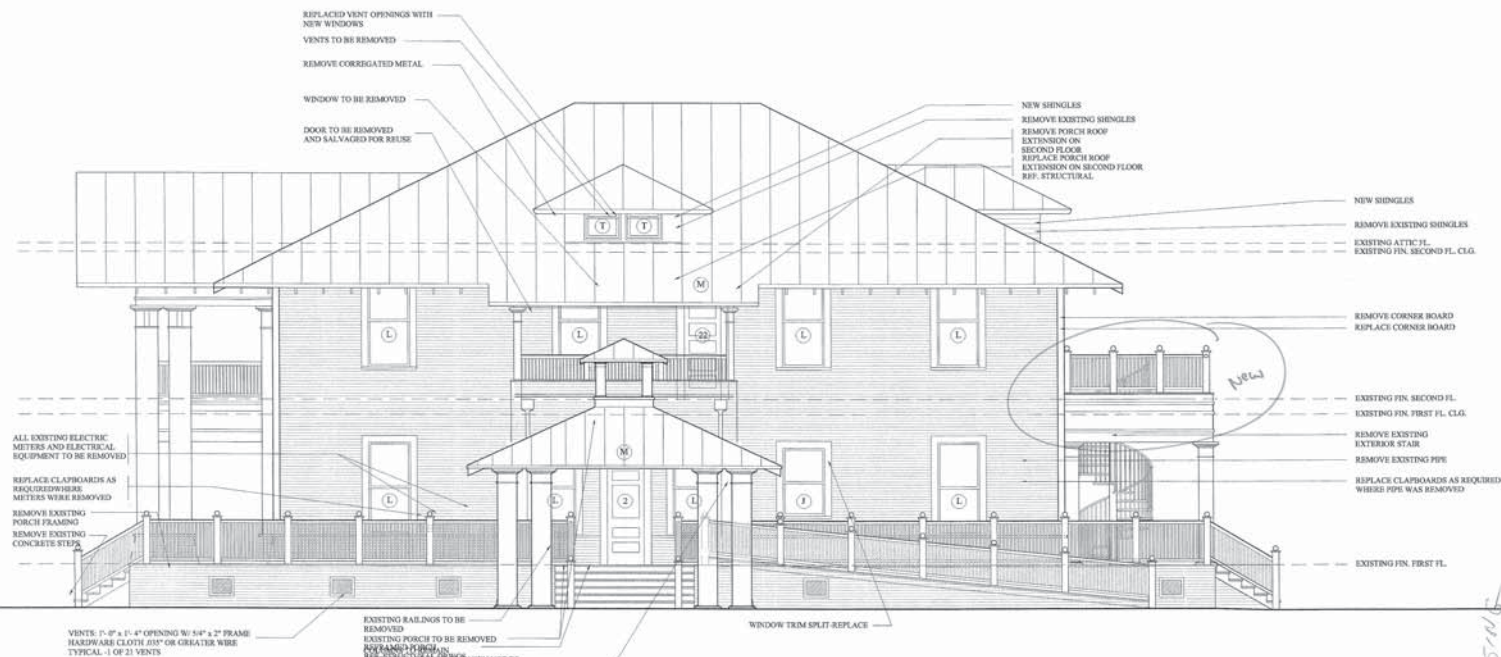 REPLACED VENT OPENINGS WITH
NEW WINDOWS
VENTS TO BE REMOVED
REMOVE CORREGATED METAL
WINDOW TO BE REMOVED
DOOR TO BE REMOVED
AND SALVAGED FOR REUSE
NEW SHINGLES
REMOVE EXISTING SHINGLES
REMOVE PORCH ROOF
EXTENSION ON
SECOND FLOOR
REPLACE PORCH ROOF
EXTENSION ON SECOND FLOOR
REF. STRUCTURAL
NEW SHINGLES
REMOVE EXISTING SHINGLES
EXISTING ATTIC FL.
EXISTING FIN. SECOND FL. CLG.
T T
M
L L 22 L L
REMOVE CORNER BOARD
REPLACE CORNER BOARD
New
EXISTING FIN. SECOND FL.
EXISTING FIN. FIRST FL. CLG.
REMOVE EXISTING
EXTERIOR STAIR
REMOVE EXISTING PIPE
REPLACE CLAPBOARDS AS REQUIRED
WHERE PIPE WAS REMOVED
ALL EXISTING ELECTRIC
METERS AND ELECTRICAL
EQUIPMENT TO BE REMOVED
REPLACE CLAPBOARDS AS
REQUIREDWHERE
METERS WERE REMOVED
REMOVE EXISTING
PORCH FRAMING
REMOVE EXISTING
CONCRETE STEPS
M
L L 2 L J L
EXISTING FIN. FIRST FL.
VENTS: 1'- 0" x 1'- 4" OPENING W/ 5/4" x 2" FRAME
HARDWARE CLOTH .035" OR GREATER WIRE
TYPICAL -1 OF 21 VENTS
EXISTING RAILINGS TO BE
REMOVED
EXISTING PORCH TO BE REMOVED
WINDOW TRIM SPLIT-REPLACE